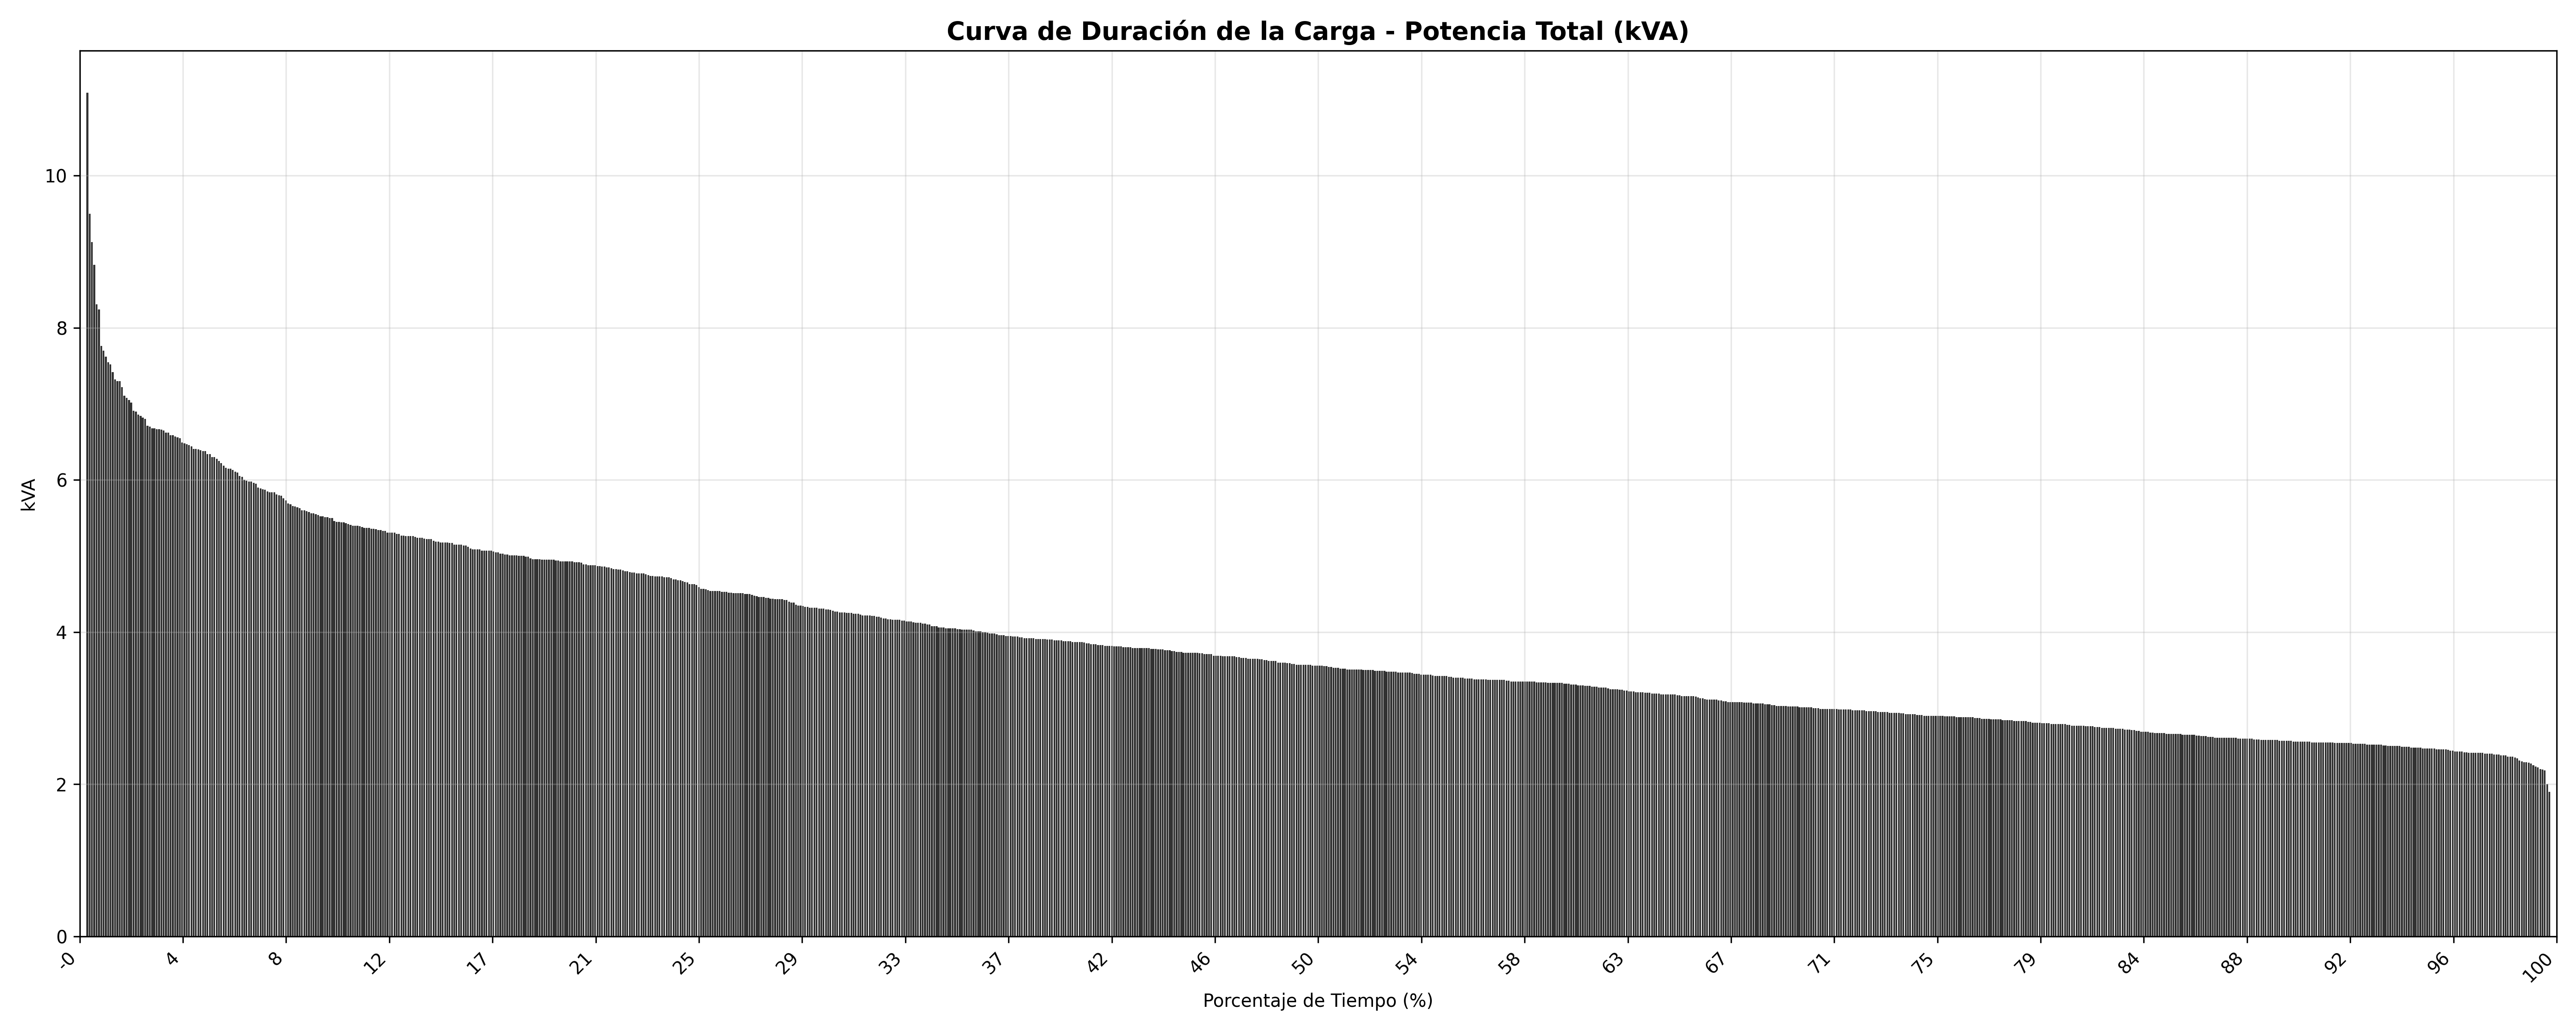 Curva de Duración de la Carga - Potencia Total (kVA)
10
8
6
4
2
0
kVA
-0 4 8 12 17 21 25 29 33 37 42 46 50 54 58 63 67 71 75 79 84 88 92 96 100
Porcentaje de Tiempo (%)